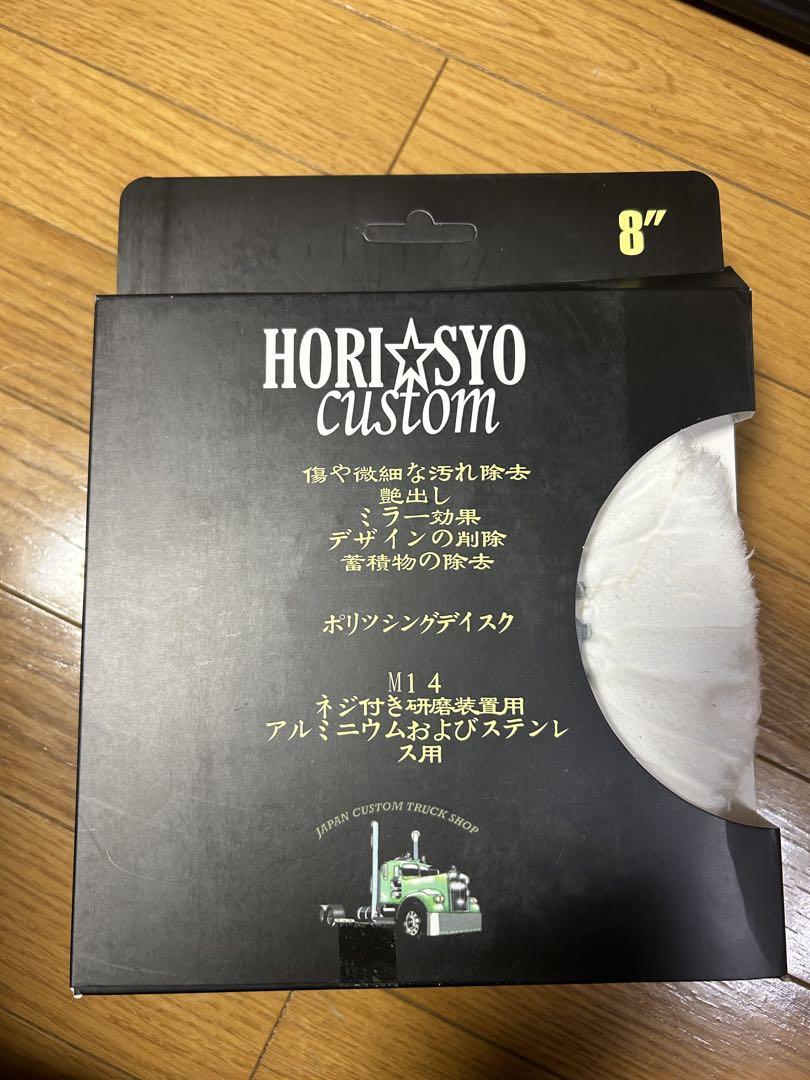 8"
HORI☆SYO
custom
傷や微細な汚れ除去
艶出し
ミラー効果
デザインの削除
蓄積物の除去
ポリツシングデイスク
M14
ネジ付き研磨装置用
アルミニウムおよびステンレ
ス用
JAPAN CUSTOM TRUCK SHOP